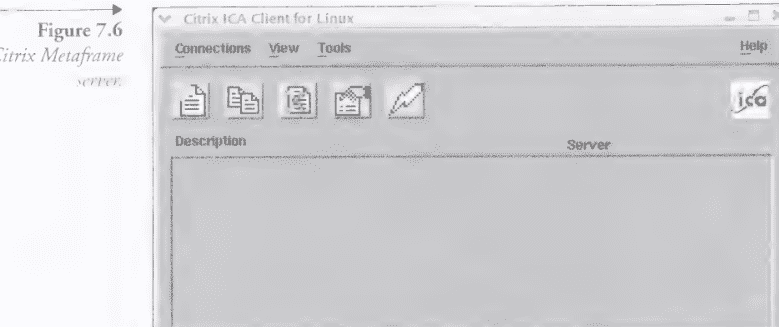 Figure 7.6
Citrix Metaframe
server.
Citrix ICA Client for Linux
Connections View Tools Help
ica
Description Server